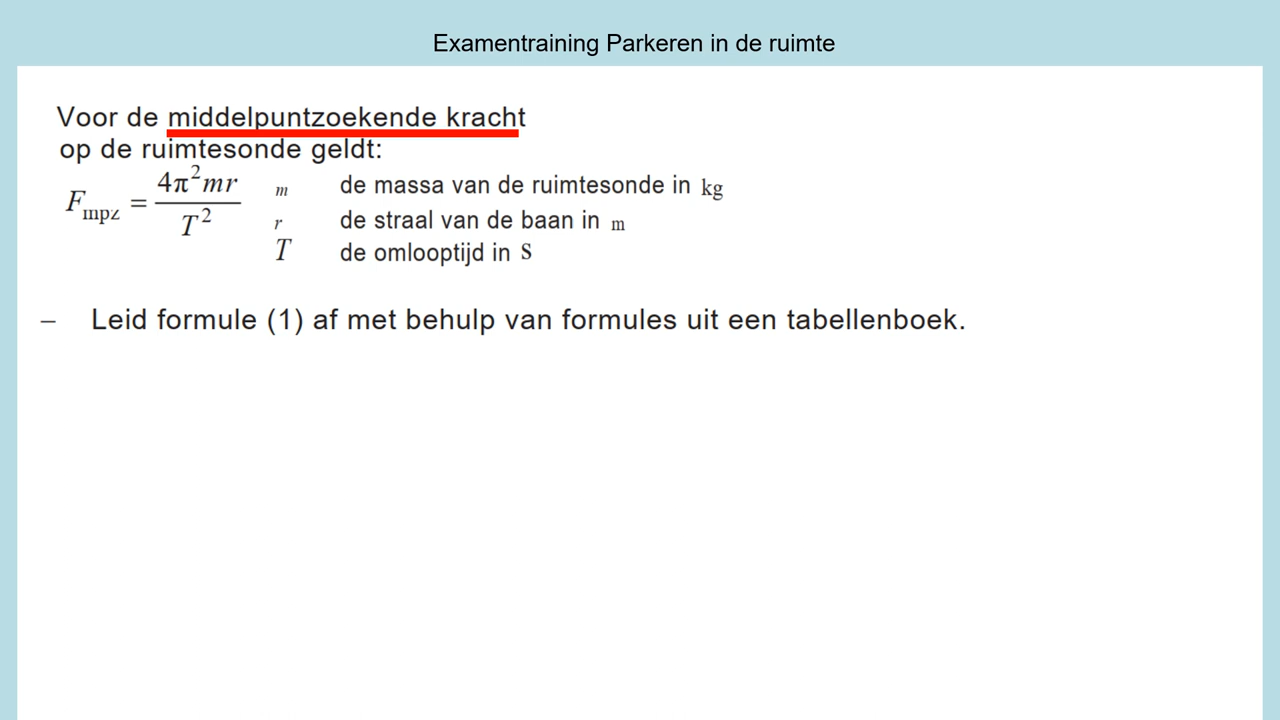 Examentraining Parkeren in de ruimte
Voor de middelpuntzoekende kracht
op de ruimtesonde geldt:
F_mpz = 4π²mr / T²
m de massa van de ruimtesonde in kg
r de straal van de baan in m
T de omlooptijd in s
– Leid formule (1) af met behulp van formules uit een tabellenboek.